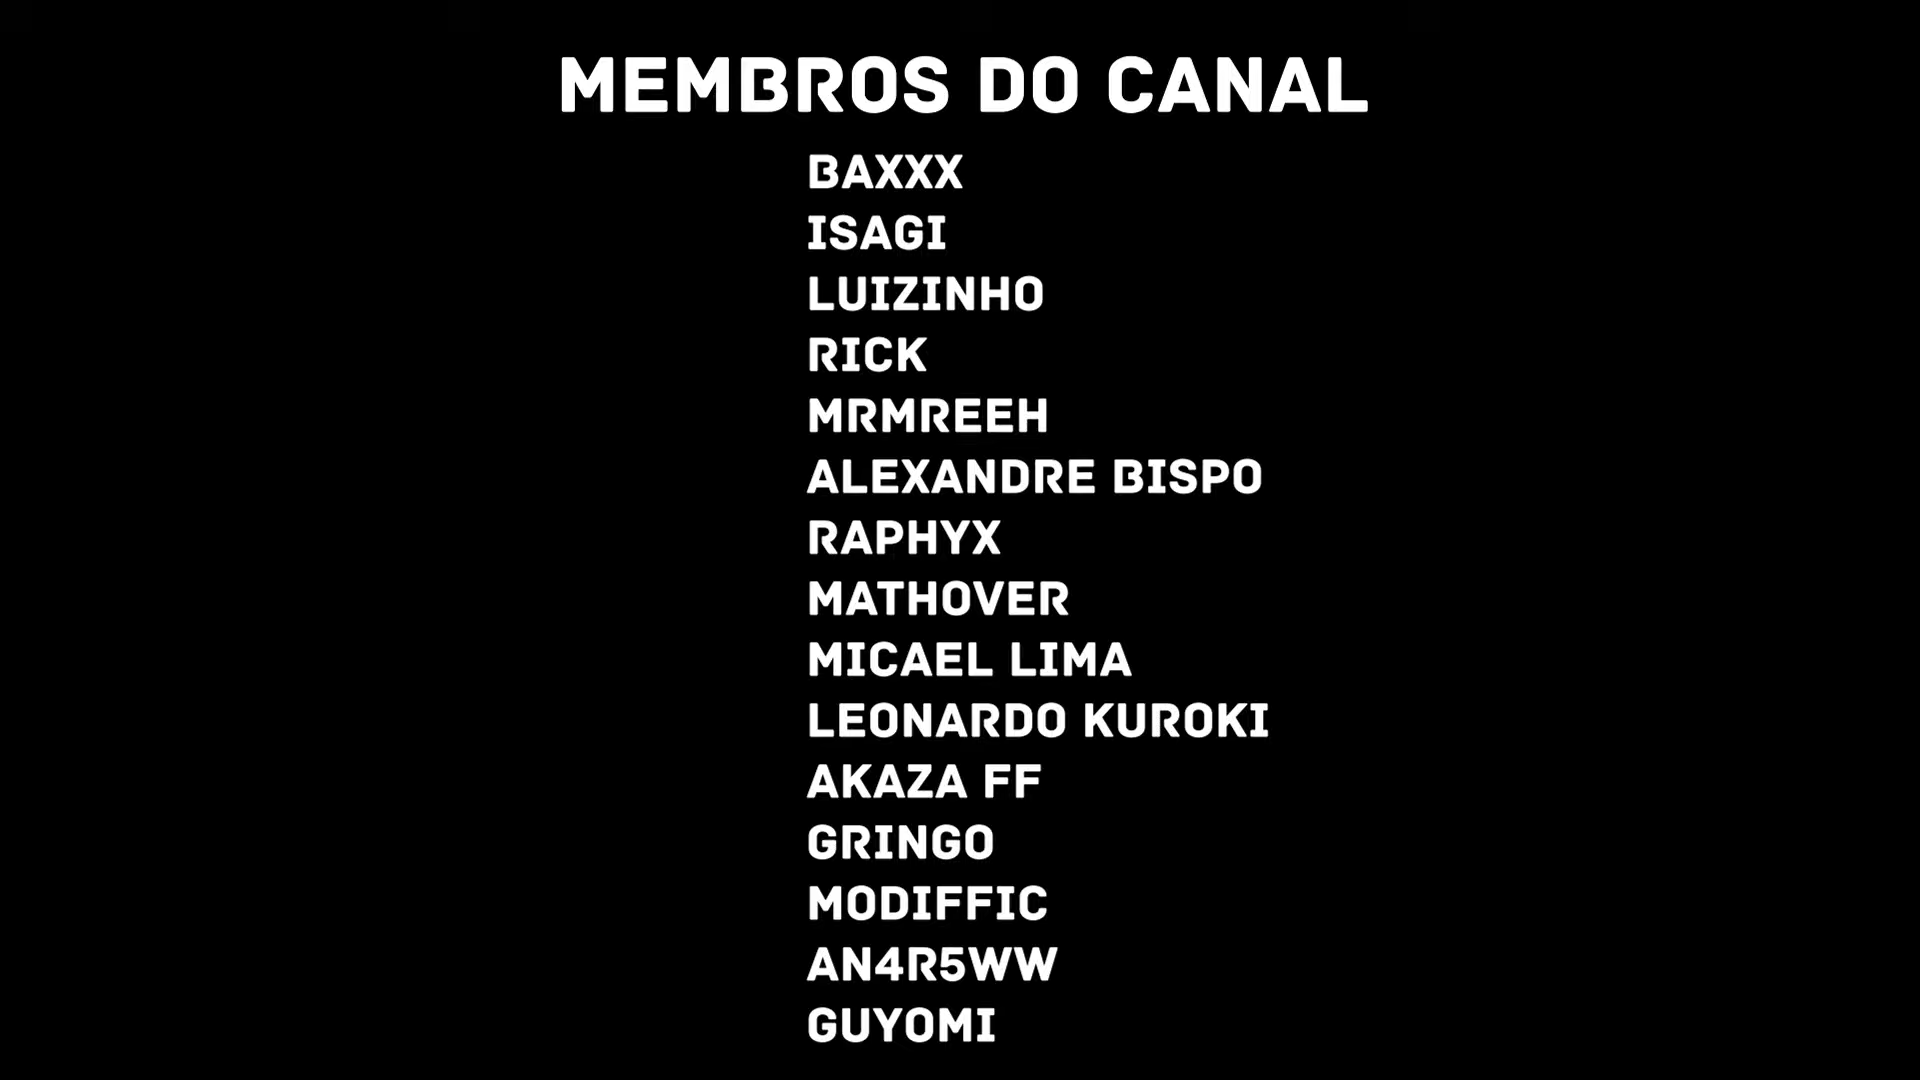 MEMBROS DO CANAL
BAXXX
ISAGI
LUIZINHO
RICK
MRMREEH
ALEXANDRE BISPO
RAPHYX
MATHOVER
MICAEL LIMA
LEONARDO KUROKI
AKAZA FF
GRINGO
MODIFFIC
AN4R5WW
GUYOMI